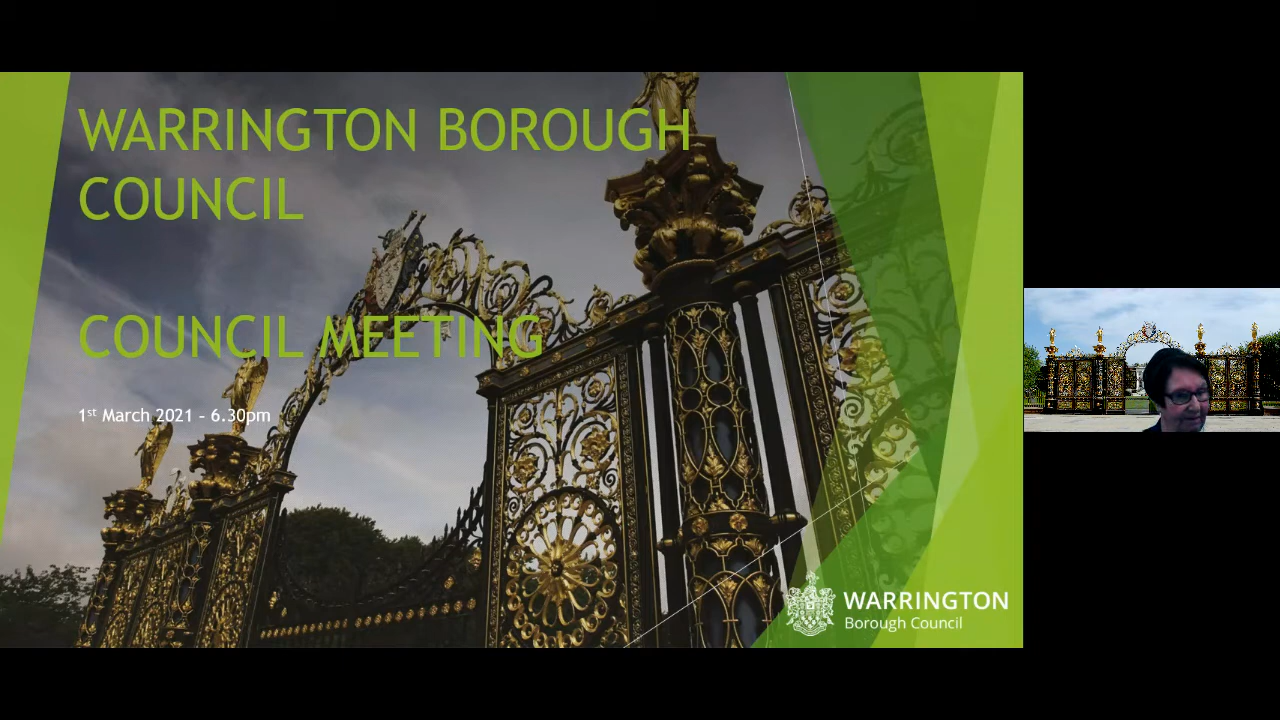 WARRINGTON BOROUGH
COUNCIL
COUNCIL MEETING
1st March 2021 - 6.30pm
WARRINGTON
Borough Council